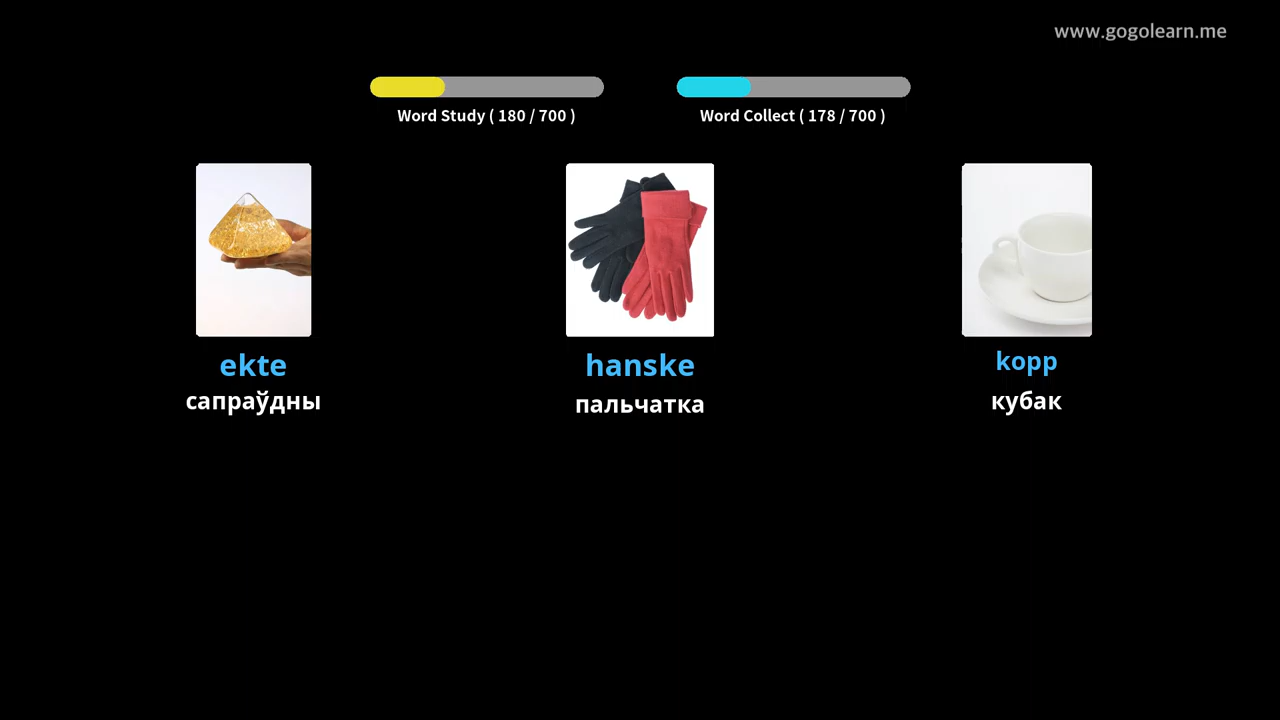 www.gogolearn.me
Word Study ( 180 / 700 )
Word Collect ( 178 / 700 )
ekte
hanske
kopp
сапраўдны
пальчатка
кубак